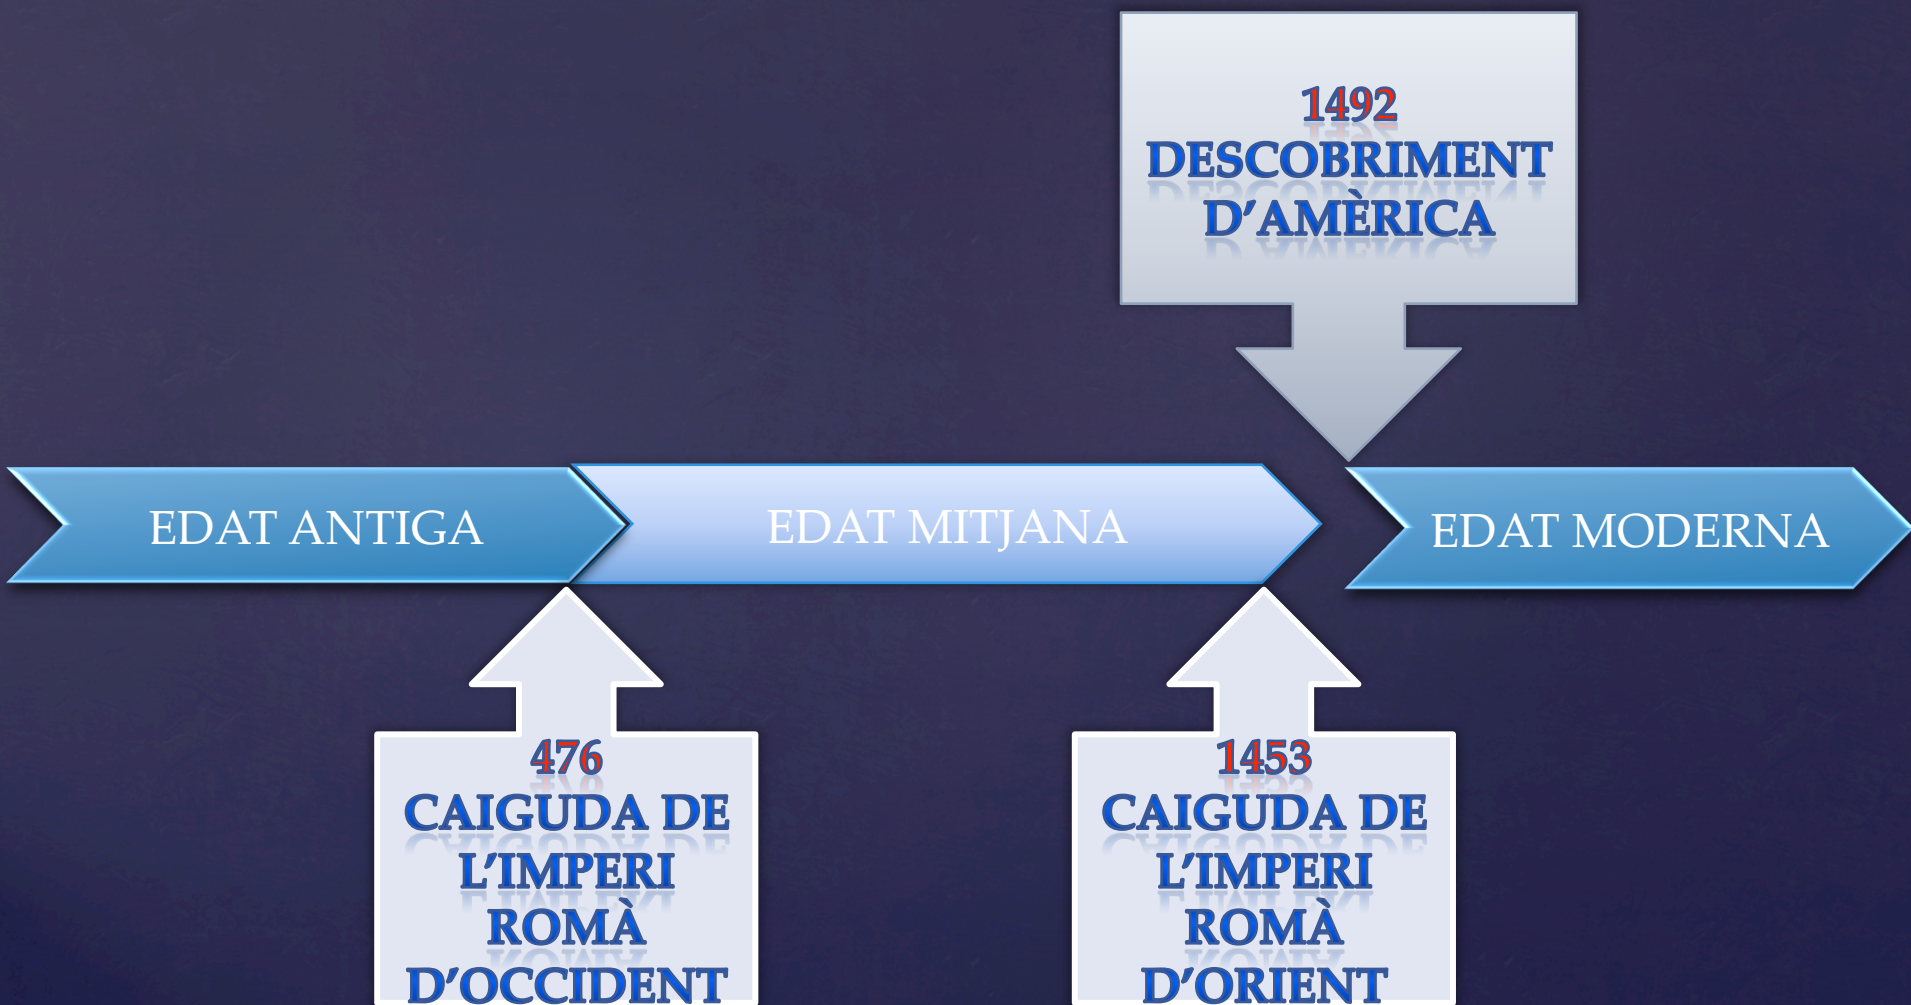 1492
DESCOBRIMENT
D’AMÈRICA
EDAT ANTIGA
EDAT MITJANA
EDAT MODERNA
476
CAIGUDA DE
L’IMPERI
ROMÀ
D’OCCIDENT
1453
CAIGUDA DE
L’IMPERI
ROMÀ
D’ORIENT